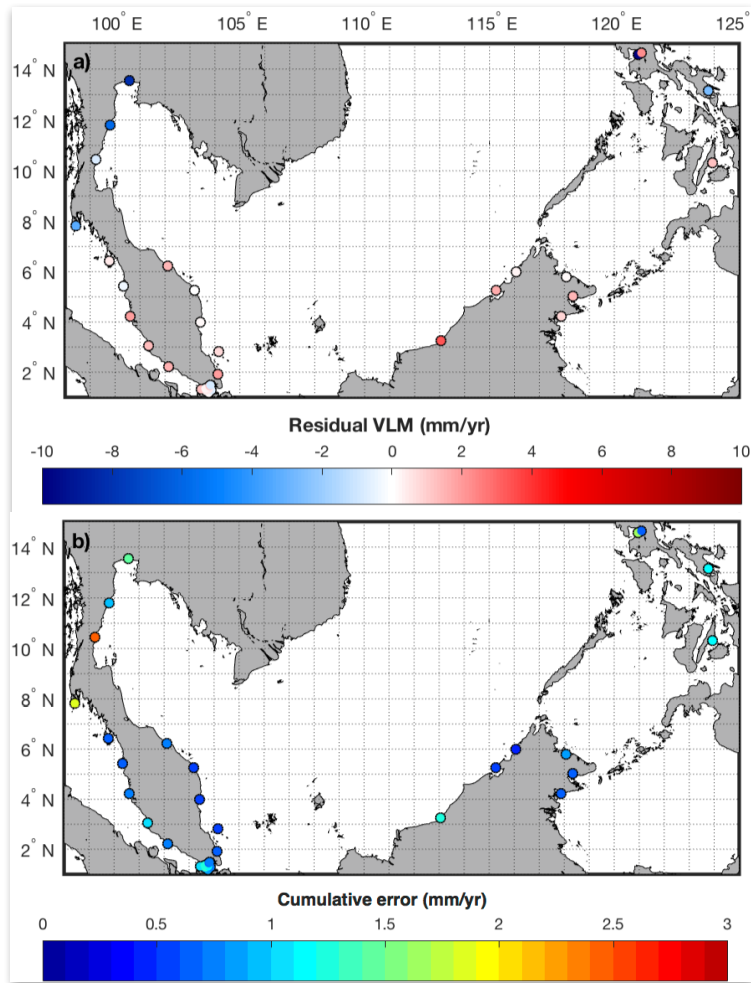 100° E 105° E 110° E 115° E 120° E 125°
a)
14° N
12° N
10° N
8° N
6° N
4° N
2° N
Residual VLM (mm/yr)
-10 -8 -6 -4 -2 0 2 4 6 8 10
b)
14° N
12° N
10° N
8° N
6° N
4° N
2° N
Cumulative error (mm/yr)
0 0.5 1 1.5 2 2.5 3